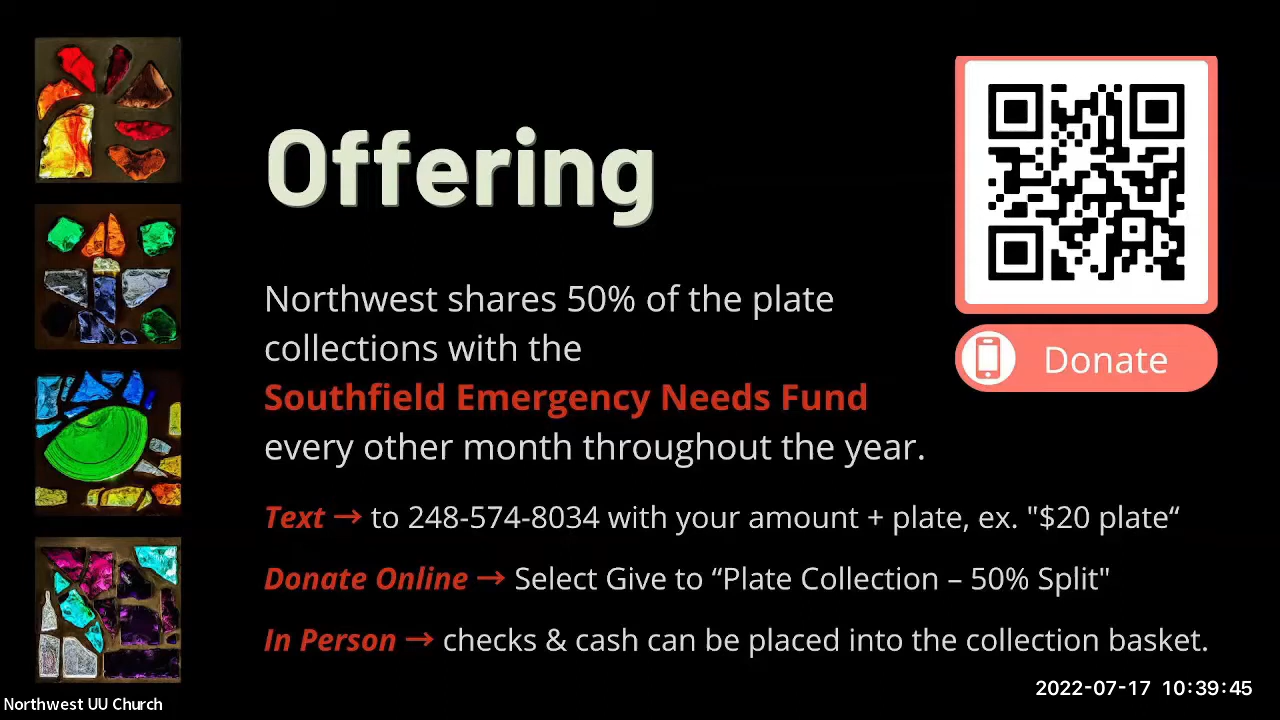 Offering
Northwest shares 50% of the plate
collections with the
Southfield Emergency Needs Fund
every other month throughout the year.
Donate
Text → to 248-574-8034 with your amount + plate, ex. "$20 plate“
Donate Online → Select Give to “Plate Collection – 50% Split"
In Person → checks & cash can be placed into the collection basket.
2022-07-17 10:39:45
Northwest UU Church